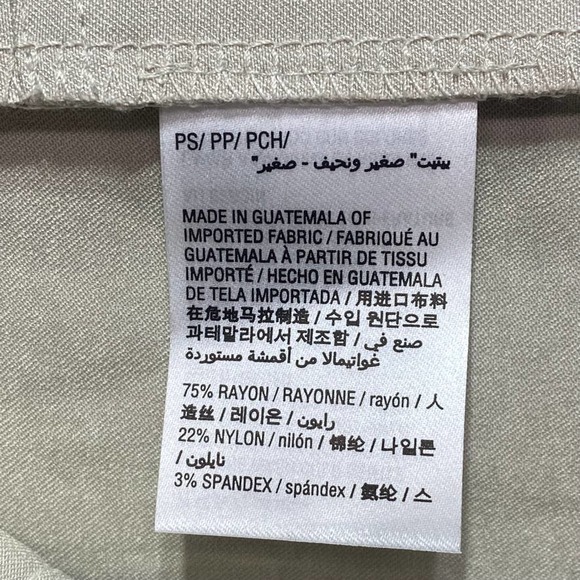 PS/ PP/ PCH/
بيتيت" صغير ونحيف - صغير"
MADE IN GUATEMALA OF
IMPORTED FABRIC / FABRIQUÉ AU
GUATEMALA À PARTIR DE TISSU
IMPORTÉ / HECHO EN GUATEMALA
DE TELA IMPORTADA / 用进口布料
在危地马拉制造 / 수입 원단으로
과테말라에서 제조함 / صنع في
غواتيمالا من أقمشة مستوردة
75% RAYON / RAYONNE / rayón / 人
造丝 / 레이온 / رايون
22% NYLON / nilón / 锦纶 / 나일론
/ نايلون
3% SPANDEX / spándex / 氨纶 / 스